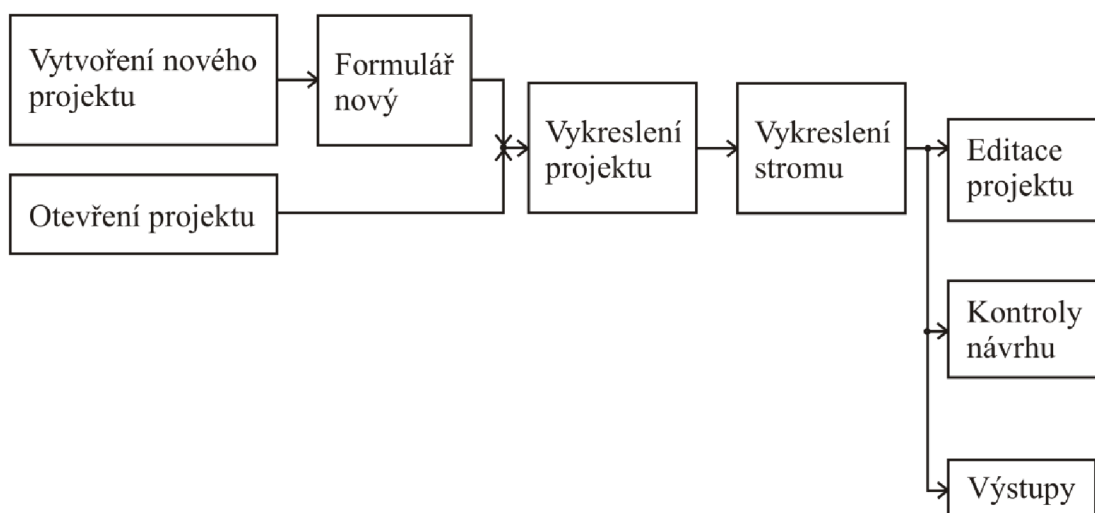 Vytvoření nového
projektu
Formulář
nový
Otevření projektu
Vykreslení
projektu
Vykreslení
stromu
Editace
projektu
Kontroly
návrhu
Výstupy